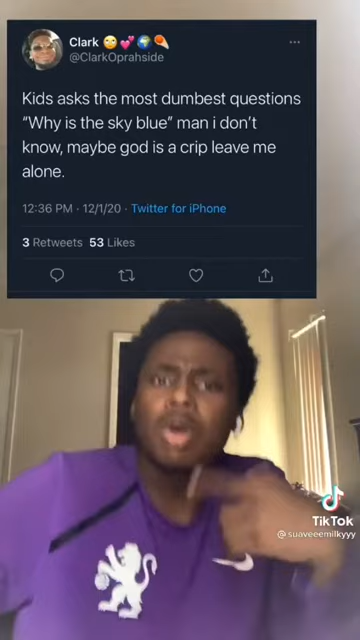 Clark 🙄💕🌍☄️
@ClarkOprahside
Kids asks the most dumbest questions
“Why is the sky blue” man i don’t
know, maybe god is a crip leave me
alone.
12:36 PM · 12/1/20 · Twitter for iPhone
3 Retweets 53 Likes
TikTok
@suaveeemilkyyy